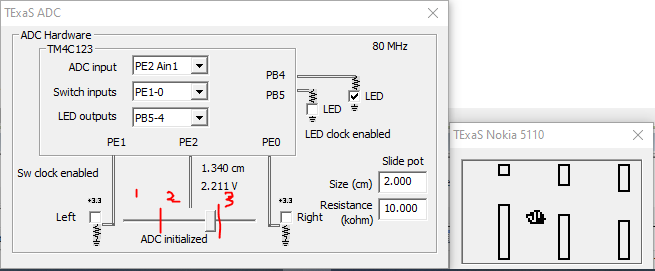 TExaS ADC
ADC Hardware
TM4C123
80 MHz
ADC input PE2 Ain1
PB4
Switch inputs PE1-0
PB5
LED
LED outputs PB5-4
LED
LED clock enabled
PE1 PE2 PE0
Sw clock enabled
1.340 cm
Slide pot
2.211 V
Size (cm) 2.000
+3.3
1 2 3
+3.3
Left
Right
Resistance (kohm) 10.000
ADC initialized
TExaS Nokia 5110